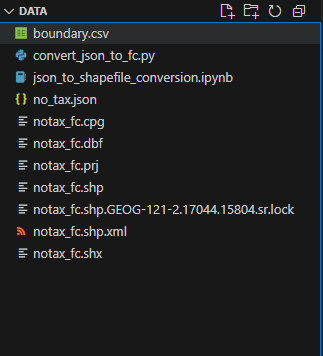 DATA
boundary.csv
convert_json_to_fc.py
json_to_shapefile_conversion.ipynb
no_tax.json
notax_fc.cpg
notax_fc.dbf
notax_fc.prj
notax_fc.shp
notax_fc.shp.GEOG-121-2.17044.15804.sr.lock
notax_fc.shp.xml
notax_fc.shx